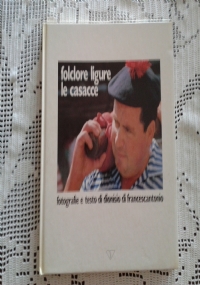 folclore ligure
le casacce
fotografie e testo di dionisio di francescantonio